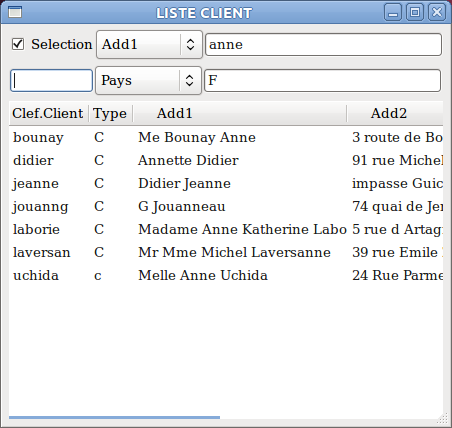 LISTE CLIENT
Selection Add1 anne
Pays F
Clef.Client Type Add1 Add2
bounay C Me Bounay Anne 3 route de Bo
didier C Annette Didier 91 rue Michel
jeanne C Didier Jeanne impasse Guic
jouanng C G Jouanneau 74 quai de Jer
laborie C Madame Anne Katherine Labo 5 rue d Artag
laversan C Mr Mme Michel Laversanne 39 rue Emile
uchida c Melle Anne Uchida 24 Rue Parme